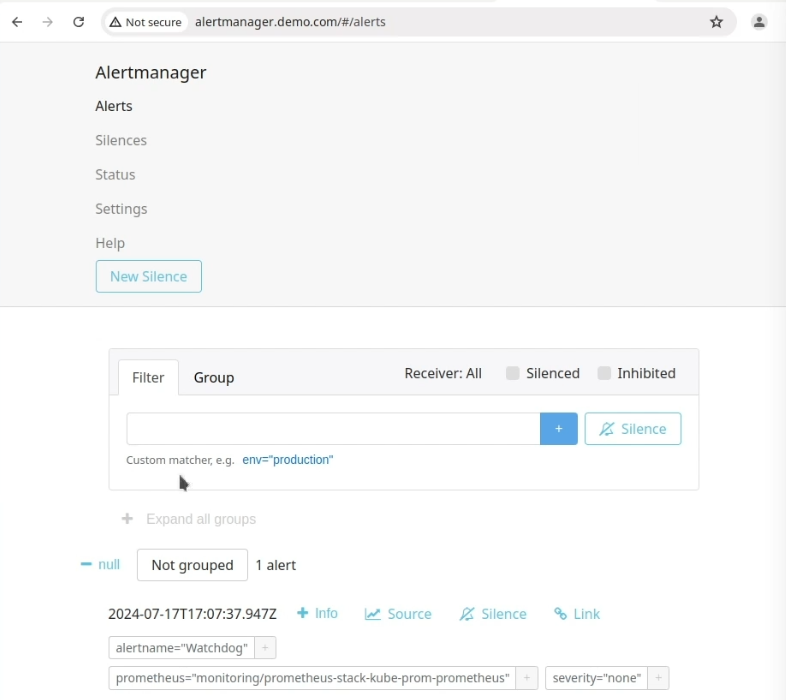 Not secure alertmanager.demo.com/#/alerts
Alertmanager
Alerts
Silences
Status
Settings
Help
New Silence
Filter Group Receiver: All Silenced Inhibited
+ Silence
Custom matcher, e.g. env="production"
+ Expand all groups
− null Not grouped 1 alert
2024-07-17T17:07:37.947Z + Info Source Silence Link
alertname="Watchdog" +
prometheus="monitoring/prometheus-stack-kube-prom-prometheus" + severity="none" +